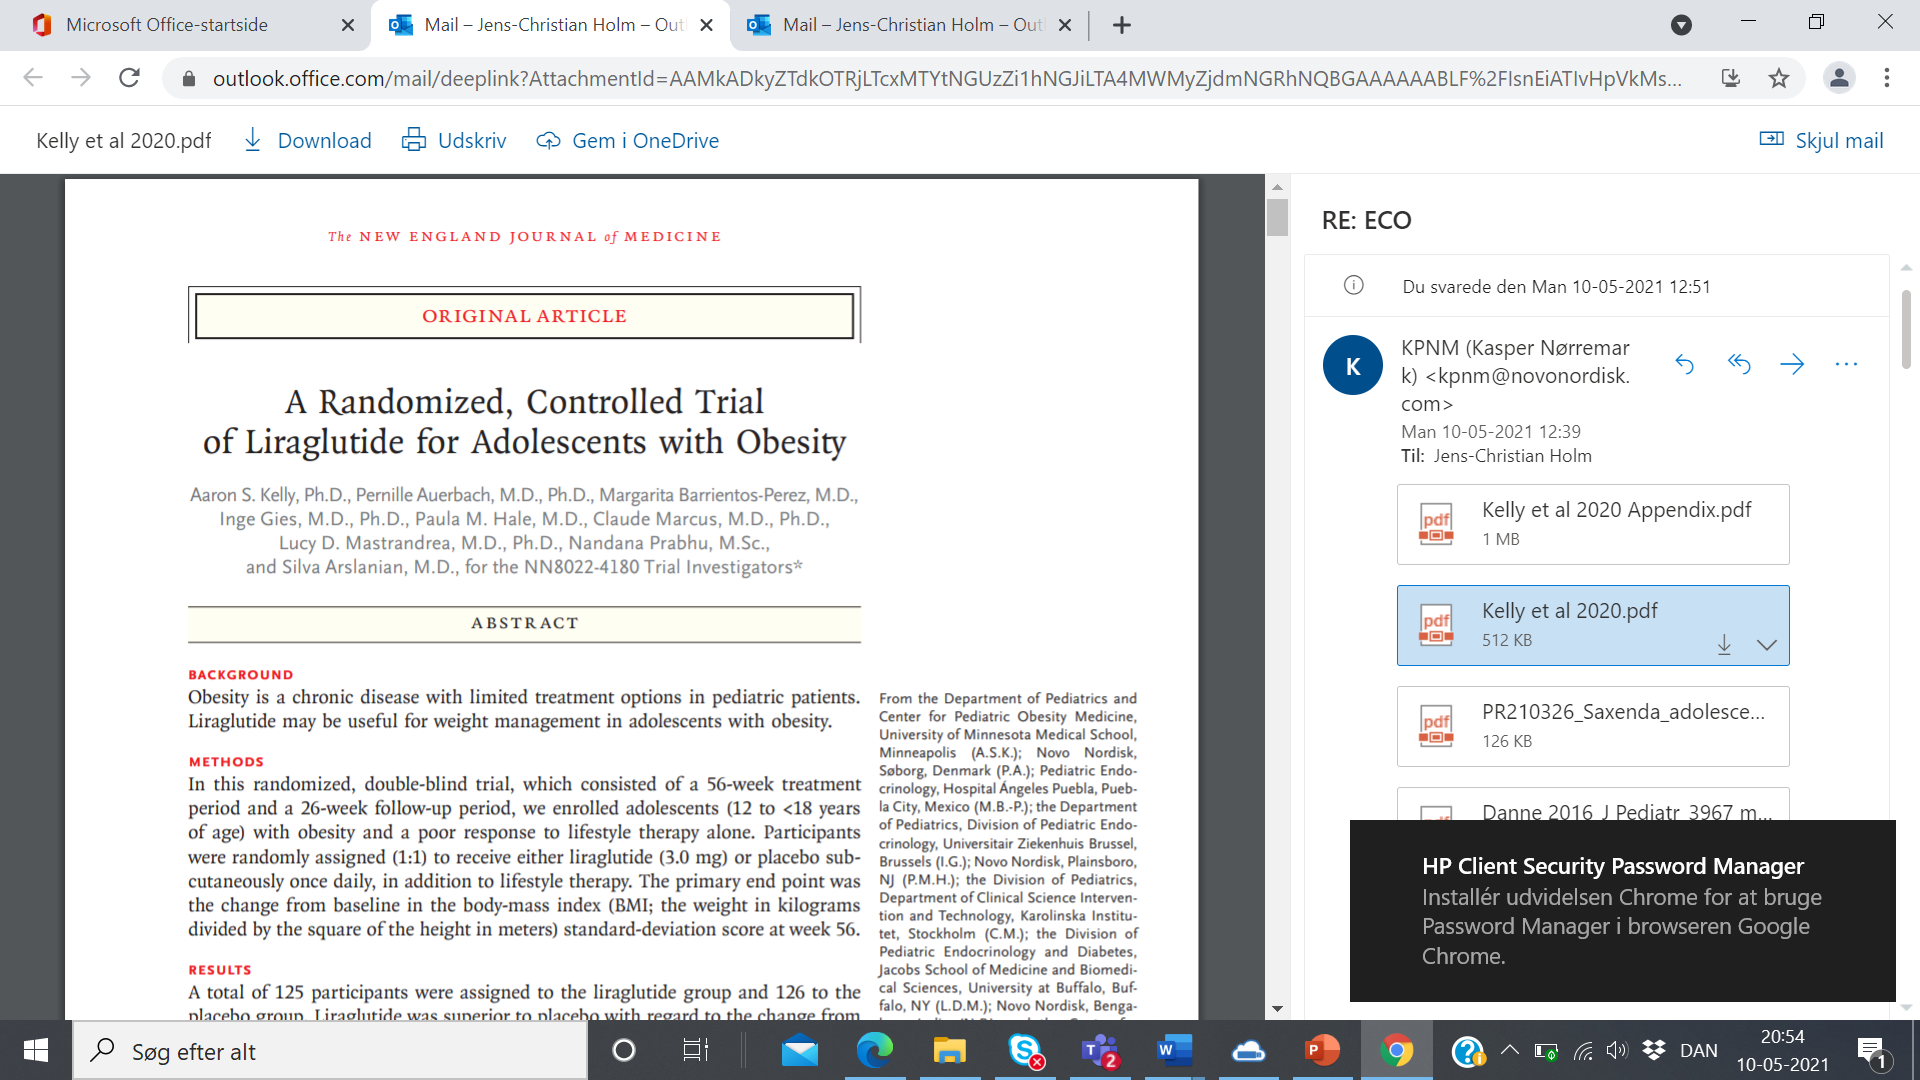 Microsoft Office-startside
Mail – Jens-Christian Holm – Out
Mail – Jens-Christian Holm – Out
outlook.office.com/mail/deeplink?AttachmentId=AAMkADkyZTdkOTRjLTcxMTYtNGUzZi1hNGJiLTA4MWMyZjdmNGRhNQBGAAAAAABLF%2FIsnEiATIvHpVkMs...
Kelly et al 2020.pdf
Download
Udskriv
Gem i OneDrive
Skjul mail
The NEW ENGLAND JOURNAL of MEDICINE
ORIGINAL ARTICLE
A Randomized, Controlled Trial
of Liraglutide for Adolescents with Obesity
Aaron S. Kelly, Ph.D., Pernille Auerbach, M.D., Ph.D., Margarita Barrientos-Perez, M.D.,
Inge Gies, M.D., Ph.D., Paula M. Hale, M.D., Claude Marcus, M.D., Ph.D.,
Lucy D. Mastrandrea, M.D., Ph.D., Nandana Prabhu, M.Sc.,
and Silva Arslanian, M.D., for the NN8022-4180 Trial Investigators*
ABSTRACT
BACKGROUND
Obesity is a chronic disease with limited treatment options in pediatric patients.
Liraglutide may be useful for weight management in adolescents with obesity.
METHODS
In this randomized, double-blind trial, which consisted of a 56-week treatment
period and a 26-week follow-up period, we enrolled adolescents (12 to <18 years
of age) with obesity and a poor response to lifestyle therapy alone. Participants
were randomly assigned (1:1) to receive either liraglutide (3.0 mg) or placebo sub-
cutaneously once daily, in addition to lifestyle therapy. The primary end point was
the change from baseline in the body-mass index (BMI; the weight in kilograms
divided by the square of the height in meters) standard-deviation score at week 56.
RESULTS
A total of 125 participants were assigned to the liraglutide group and 126 to the
placebo group. Liraglutide was superior to placebo with regard to the change from
From the Department of Pediatrics and
Center for Pediatric Obesity Medicine,
University of Minnesota Medical School,
Minneapolis (A.S.K.); Novo Nordisk,
Søborg, Denmark (P.A.); Pediatric Endo-
crinology, Hospital Ángeles Puebla, Pueb-
la City, Mexico (M.B.-P.); the Department
of Pediatrics, Division of Pediatric Endo-
crinology, Universitair Ziekenhuis Brussel,
Brussels (I.G.); Novo Nordisk, Plainsboro,
NJ (P.M.H.); the Division of Pediatrics,
Department of Clinical Science Interven-
tion and Technology, Karolinska Institu-
tet, Stockholm (C.M.); the Division of
Pediatric Endocrinology and Diabetes,
Jacobs School of Medicine and Biomedi-
cal Sciences, University at Buffalo, Buf-
falo, NY (L.D.M.); Novo Nordisk, Benga-
RE: ECO
Du svarede den Man 10-05-2021 12:51
K
KPNM (Kasper Nørremar
k) <kpnm@novonordisk.
com>
Man 10-05-2021 12:39
Til: Jens-Christian Holm
pdf
Kelly et al 2020 Appendix.pdf
1 MB
pdf
Kelly et al 2020.pdf
512 KB
pdf
PR210326_Saxenda_adolesce...
126 KB
Danne 2016 J Pediatr 3967 m...
HP Client Security Password Manager
Installér udvidelsen Chrome for at bruge
Password Manager i browseren Google
Chrome.
Søg efter alt
2
DAN
20:54
10-05-2021
1